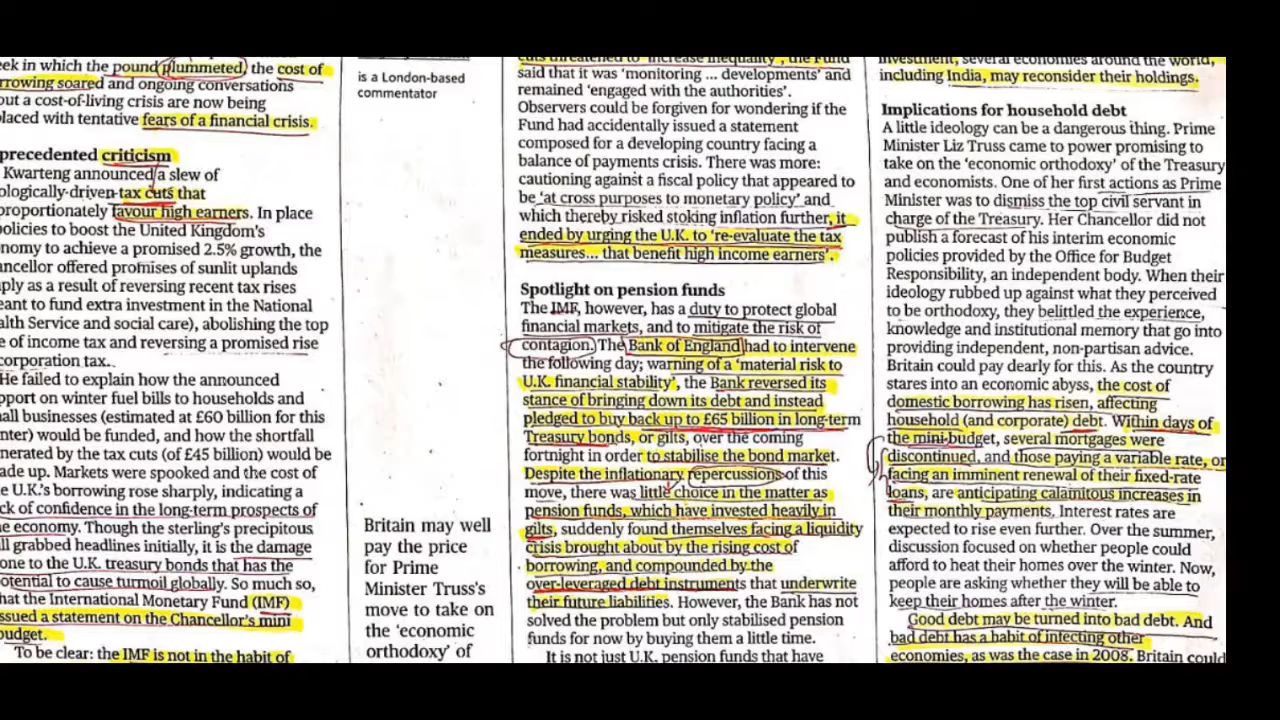 eek in which the pound plummeted, the cost of
rrowing soared and ongoing conversations
out a cost-of-living crisis are now being
placed with tentative fears of a financial crisis.
precedented criticism
Kwarteng announced a slew of
ologically-driven tax cuts that
proportionately favour high earners. In place
policies to boost the United Kingdom's
nomy to achieve a promised 2.5% growth, the
ancellor offered promises of sunlit uplands
ply as a result of reversing recent tax rises
eant to fund extra investment in the National
alth Service and social care), abolishing the top
e of income tax and reversing a promised rise
corporation tax.
He failed to explain how the announced
pport on winter fuel bills to households and
all businesses (estimated at £60 billion for this
nter) would be funded, and how the shortfall
nerated by the tax cuts (of £45 billion) would be
ade up. Markets were spooked and the cost of
e U.K.'s borrowing rose sharply, indicating a
ck of confidence in the long-term prospects of
e economy. Though the sterling's precipitous
ll grabbed headlines initially, it is the damage
one to the U.K. treasury bonds that has the
otential to cause turmoil globally. So much so,
hat the International Monetary Fund (IMF)
ssued a statement on the Chancellor's mini
udget.
To be clear: the IMF is not in the habit of
is a London-based
commentator
Britain may well
pay the price
for Prime
Minister Truss's
move to take on
the 'economic
orthodoxy' of
cuts threatened to 'increase inequality', the Fund
said that it was 'monitoring ... developments' and
remained 'engaged with the authorities'.
Observers could be forgiven for wondering if the
Fund had accidentally issued a statement
composed for a developing country facing a
balance of payments crisis. There was more:
cautioning against a fiscal policy that appeared to
be 'at cross purposes to monetary policy' and
which thereby risked stoking inflation further, it
ended by urging the U.K. to 're-evaluate the tax
measures... that benefit high income earners'.
Spotlight on pension funds
The IMF, however, has a duty to protect global
financial markets, and to mitigate the risk of
contagion. The Bank of England had to intervene
the following day; warning of a 'material risk to
U.K. financial stability', the Bank reversed its
stance of bringing down its debt and instead
pledged to buy back up to £65 billion in long-term
Treasury bonds, or gilts, over the coming
fortnight in order to stabilise the bond market.
Despite the inflationary repercussions of this
move, there was little choice in the matter as
pension funds, which have invested heavily in
gilts, suddenly found themselves facing a liquidity
crisis brought about by the rising cost of
borrowing, and compounded by the
over-leveraged debt instruments that underwrite
their future liabilities. However, the Bank has not
solved the problem but only stabilised pension
funds for now by buying them a little time.
It is not just U.K. pension funds that have
investment, several economies around the world,
including India, may reconsider their holdings.
Implications for household debt
A little ideology can be a dangerous thing. Prime
Minister Liz Truss came to power promising to
take on the 'economic orthodoxy' of the Treasury
and economists. One of her first actions as Prime
Minister was to dismiss the top civil servant in
charge of the Treasury. Her Chancellor did not
publish a forecast of his interim economic
policies provided by the Office for Budget
Responsibility, an independent body. When their
ideology rubbed up against what they perceived
to be orthodoxy, they belittled the experience,
knowledge and institutional memory that go into
providing independent, non-partisan advice.
Britain could pay dearly for this. As the country
stares into an economic abyss, the cost of
domestic borrowing has risen, affecting
household (and corporate) debt. Within days of
the mini-budget, several mortgages were
discontinued, and those paying a variable rate, or
facing an imminent renewal of their fixed-rate
loans, are anticipating calamitous increases in
their monthly payments. Interest rates are
expected to rise even further. Over the summer,
discussion focused on whether people could
afford to heat their homes over the winter. Now,
people are asking whether they will be able to
keep their homes after the winter.
Good debt may be turned into bad debt. And
bad debt has a habit of infecting other
economies, as was the case in 2008. Britain could